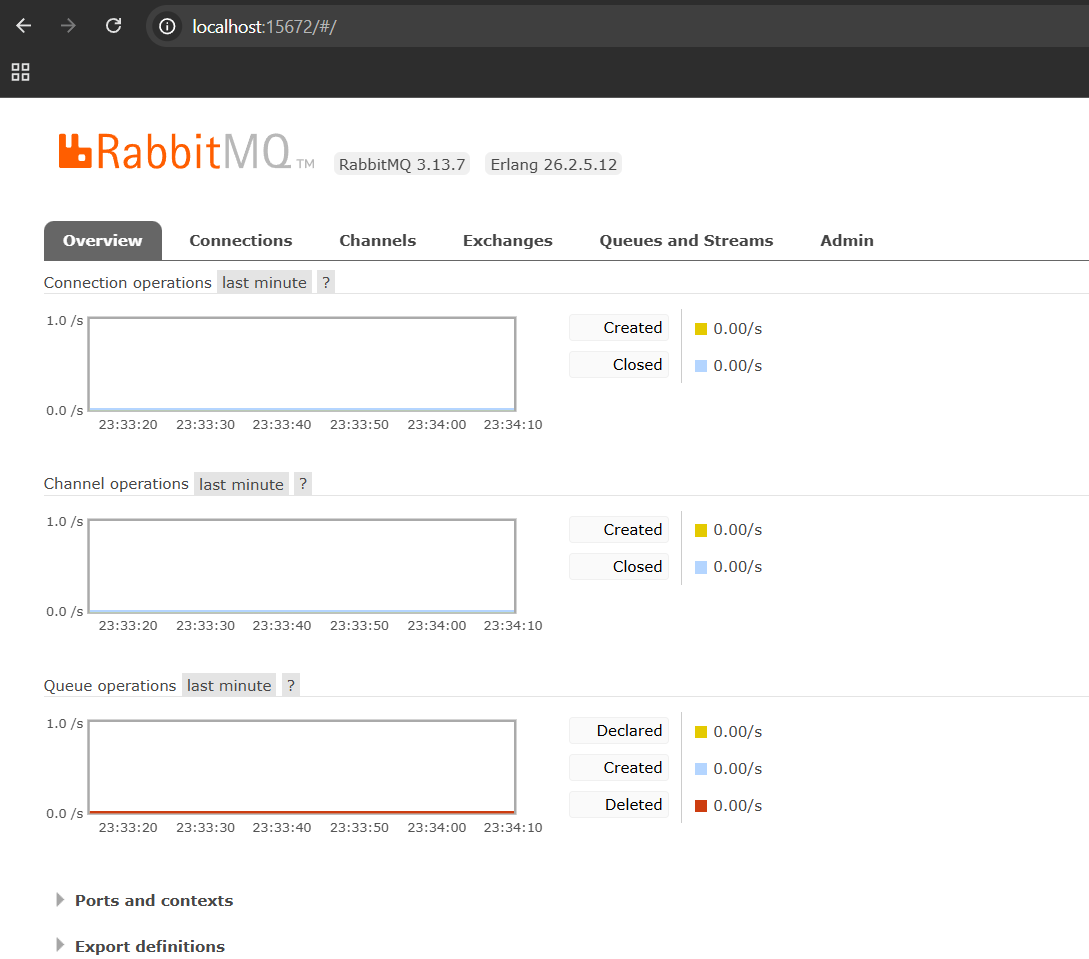 localhost:15672/#/
RabbitMQ TM RabbitMQ 3.13.7 Erlang 26.2.5.12
Overview Connections Channels Exchanges Queues and Streams Admin
Connection operations last minute ?
1.0 /s
0.0 /s
23:33:20 23:33:30 23:33:40 23:33:50 23:34:00 23:34:10
Created 0.00/s
Closed 0.00/s
Channel operations last minute ?
1.0 /s
0.0 /s
23:33:20 23:33:30 23:33:40 23:33:50 23:34:00 23:34:10
Created 0.00/s
Closed 0.00/s
Queue operations last minute ?
1.0 /s
0.0 /s
23:33:20 23:33:30 23:33:40 23:33:50 23:34:00 23:34:10
Declared 0.00/s
Created 0.00/s
Deleted 0.00/s
Ports and contexts
Export definitions